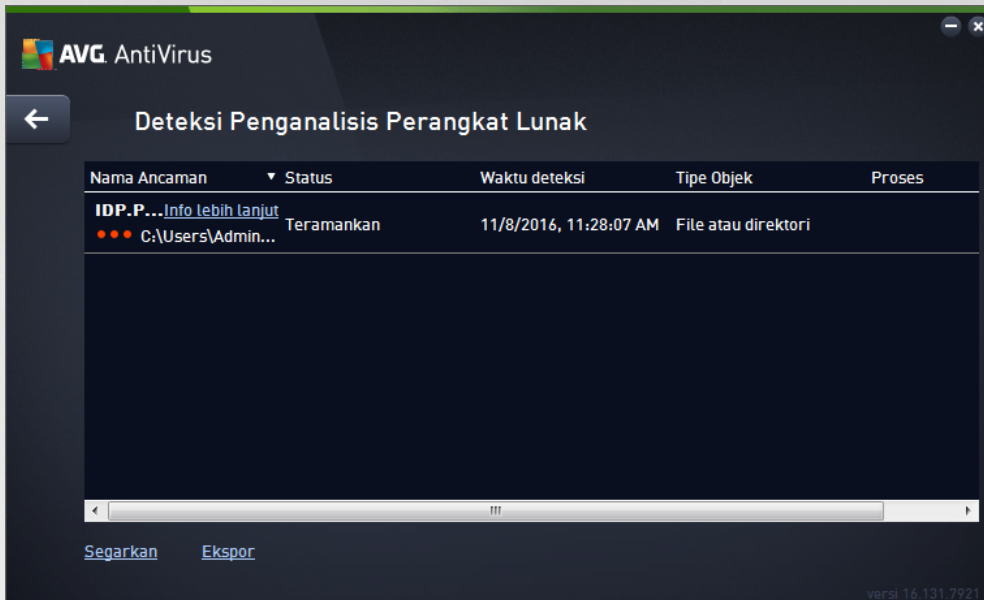 AVG AntiVirus
Deteksi Penganalisis Perangkat Lunak
Nama Ancaman Status Waktu deteksi Tipe Objek Proses
IDP.P...Info lebih lanjut
Teramankan 11/8/2016, 11:28:07 AM File atau direktori
C:\Users\Admin...
Segarkan Ekspor
versi 16.131.7921